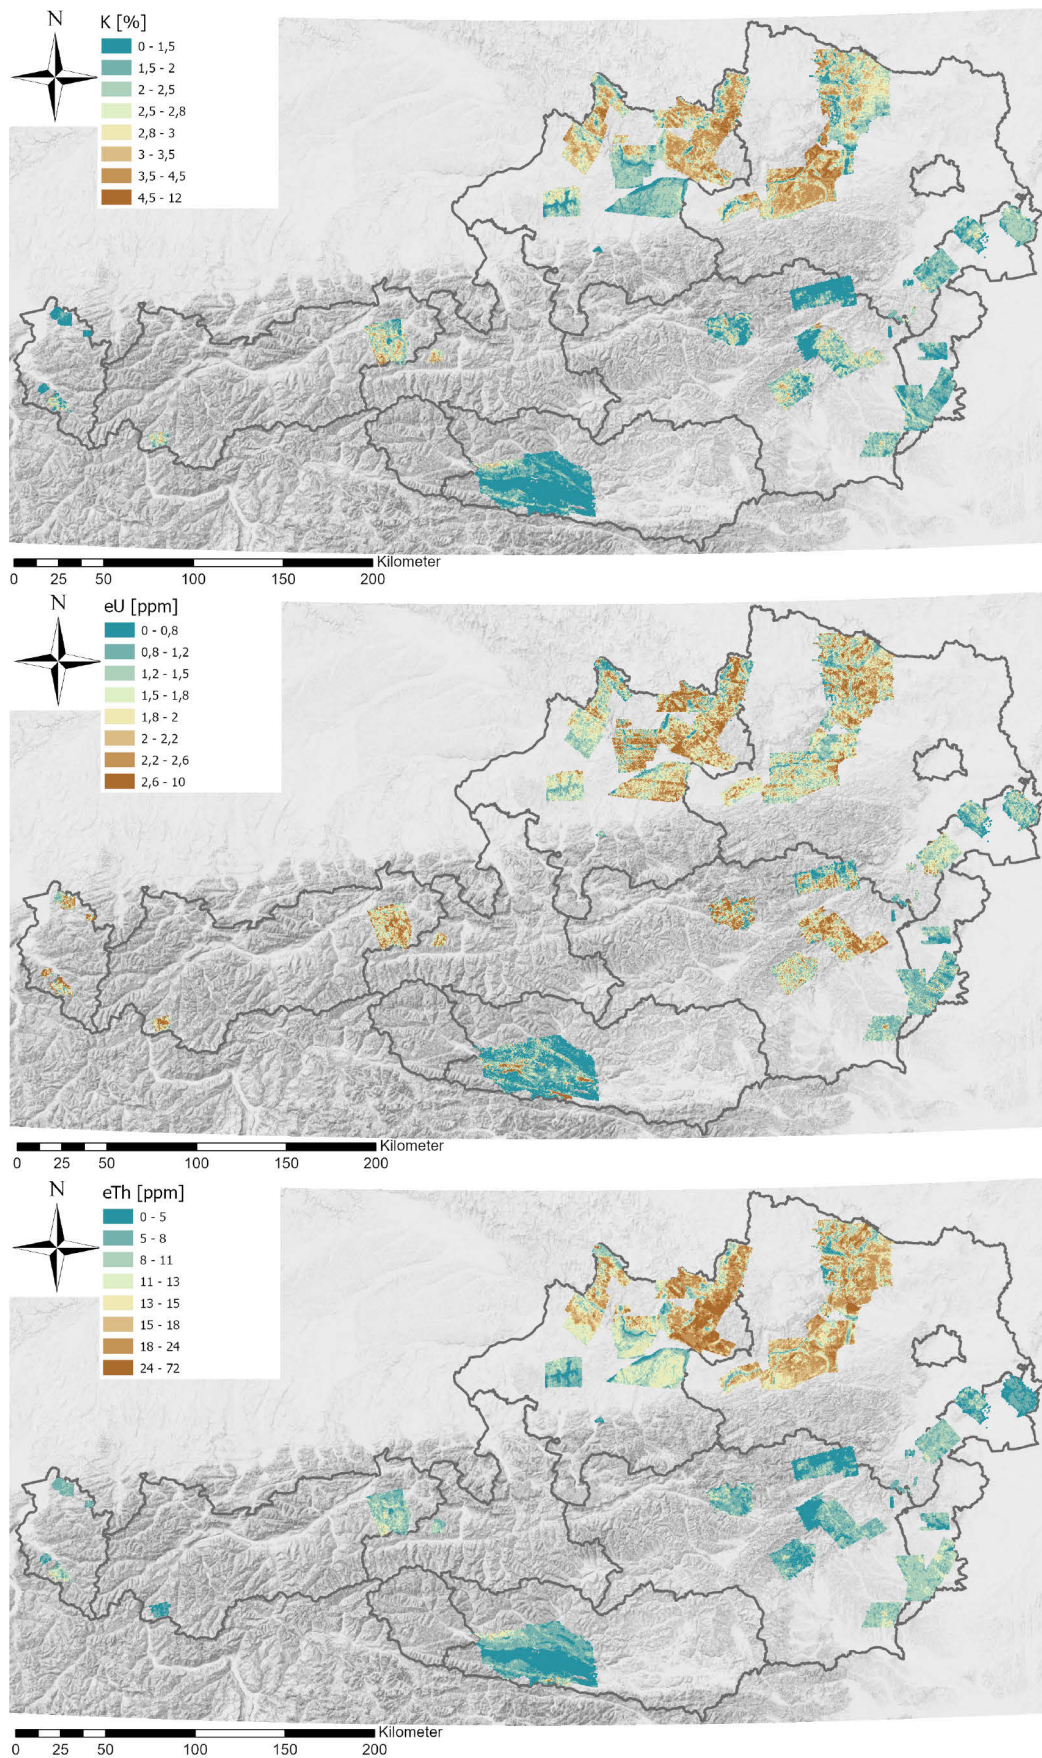 N
K [%]
0 - 1,5
1,5 - 2
2 - 2,5
2,5 - 2,8
2,8 - 3
3 - 3,5
3,5 - 4,5
4,5 - 12
Kilometer
0 25 50 100 150 200
N
eU [ppm]
0 - 0,8
0,8 - 1,2
1,2 - 1,5
1,5 - 1,8
1,8 - 2
2 - 2,2
2,2 - 2,6
2,6 - 10
Kilometer
0 25 50 100 150 200
N
eTh [ppm]
0 - 5
5 - 8
8 - 11
11 - 13
13 - 15
15 - 18
18 - 24
24 - 72
Kilometer
0 25 50 100 150 200